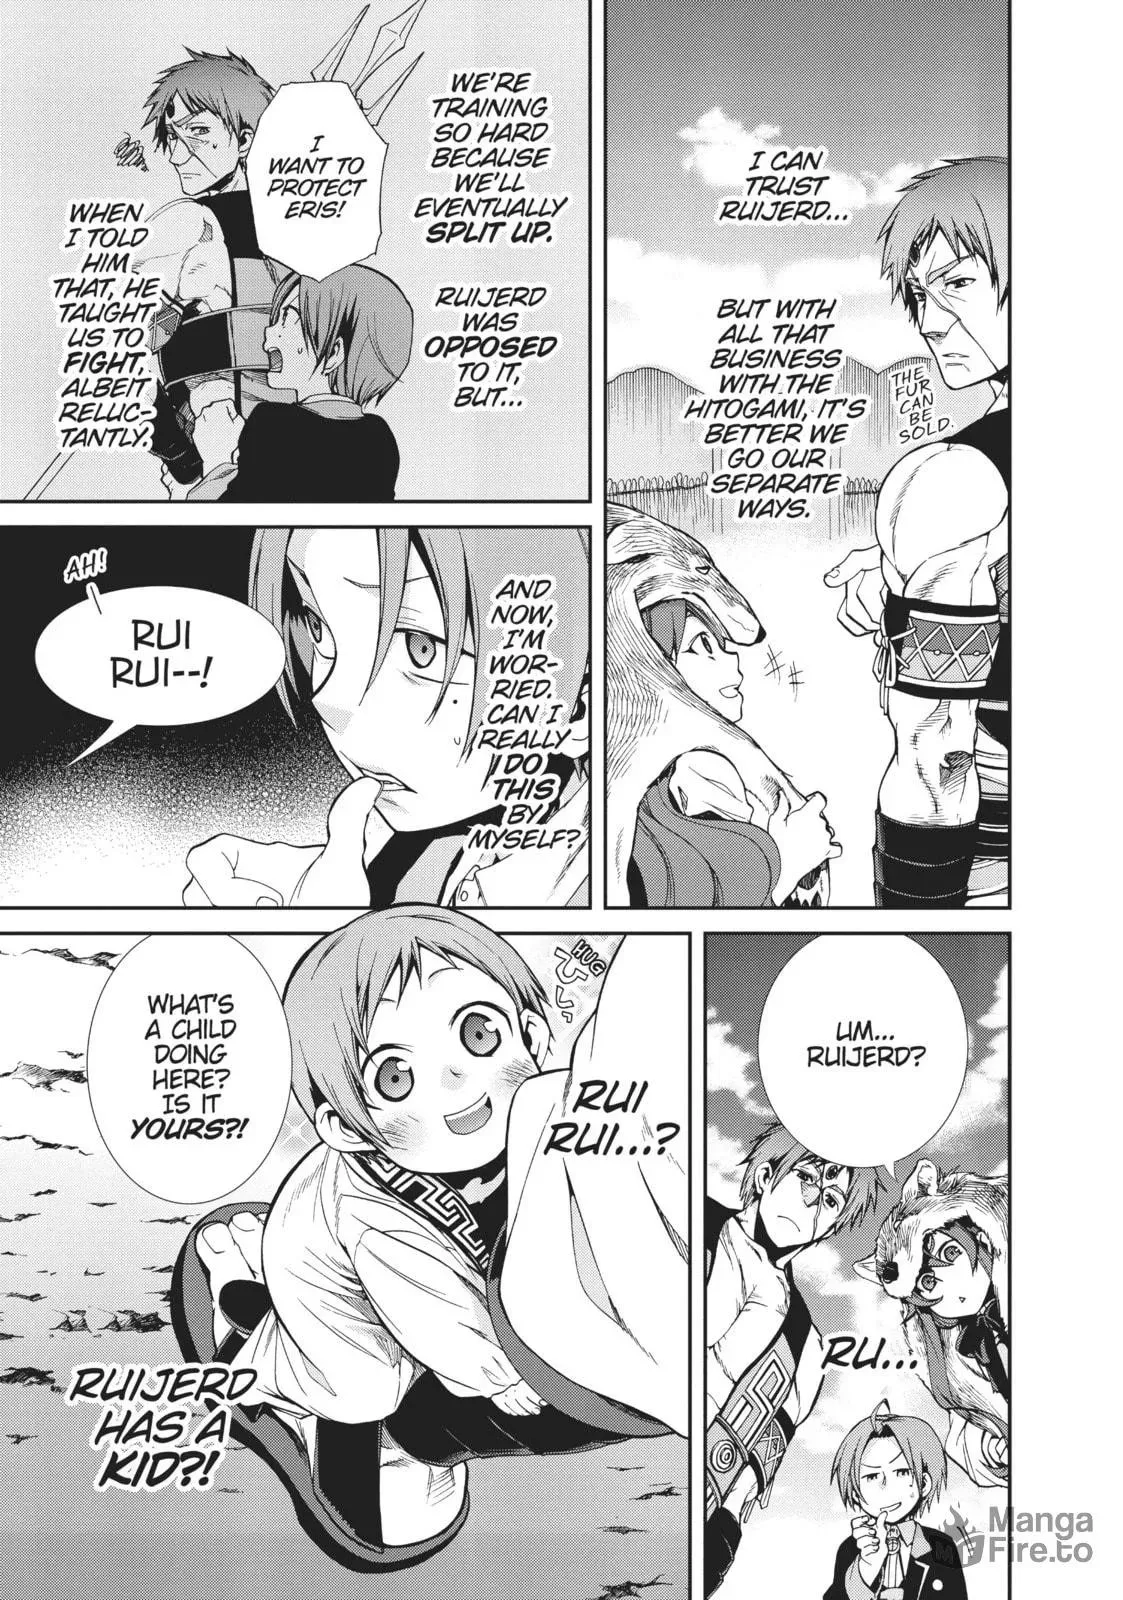 I CAN
TRUST
RUIJERD...
BUT WITH
ALL THAT
BUSINESS
WITH THE
HITOGAMI, IT'S
BETTER WE
GO OUR
SEPARATE
WAYS.
THE
FUR
CAN
BE
SOLD.
WE'RE
TRAINING
SO HARD
BECAUSE
WE'LL
EVENTUALLY
SPLIT UP.
RUIJERD
WAS
OPPOSED
TO IT,
BUT...
I
WANT TO
PROTECT
ERIS!
WHEN
I TOLD
HIM
THAT, HE
TAUGHT
US TO
FIGHT,
ALBEIT
RELUC-
TANTLY.
AND
NOW,
I'M
WOR-
RIED.
CAN I
REALLY
DO
THIS
BY
MYSELF?
AH!
RUI
RUI--!
UM...
RUIJERD?
RU...
HUG
ひしっ
RUI
RUI...?
WHAT'S
A CHILD
DOING
HERE?
IS IT
YOURS?!
RUIJERD
HAS A
KID?!
Manga
Fire.to